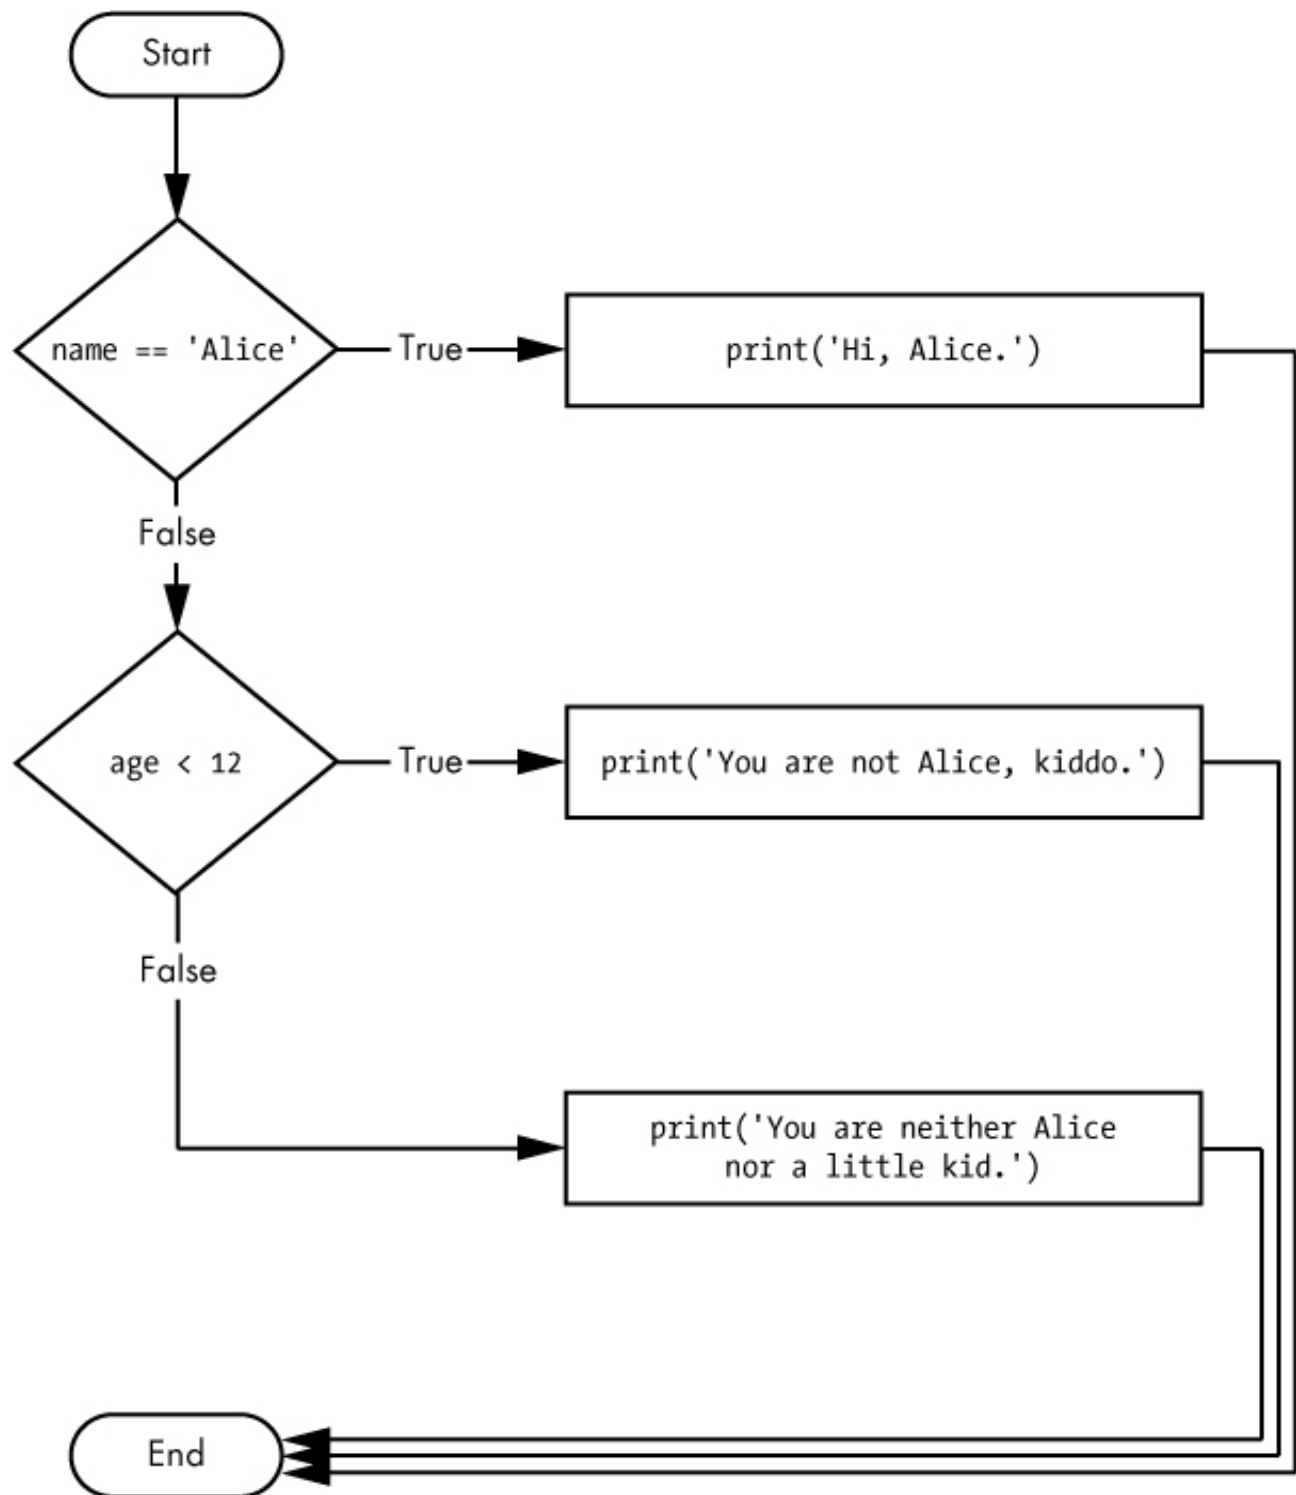 Start
name == 'Alice'
True
print('Hi, Alice.')
False
age < 12
True
print('You are not Alice, kiddo.')
False
print('You are neither Alice
nor a little kid.')
End